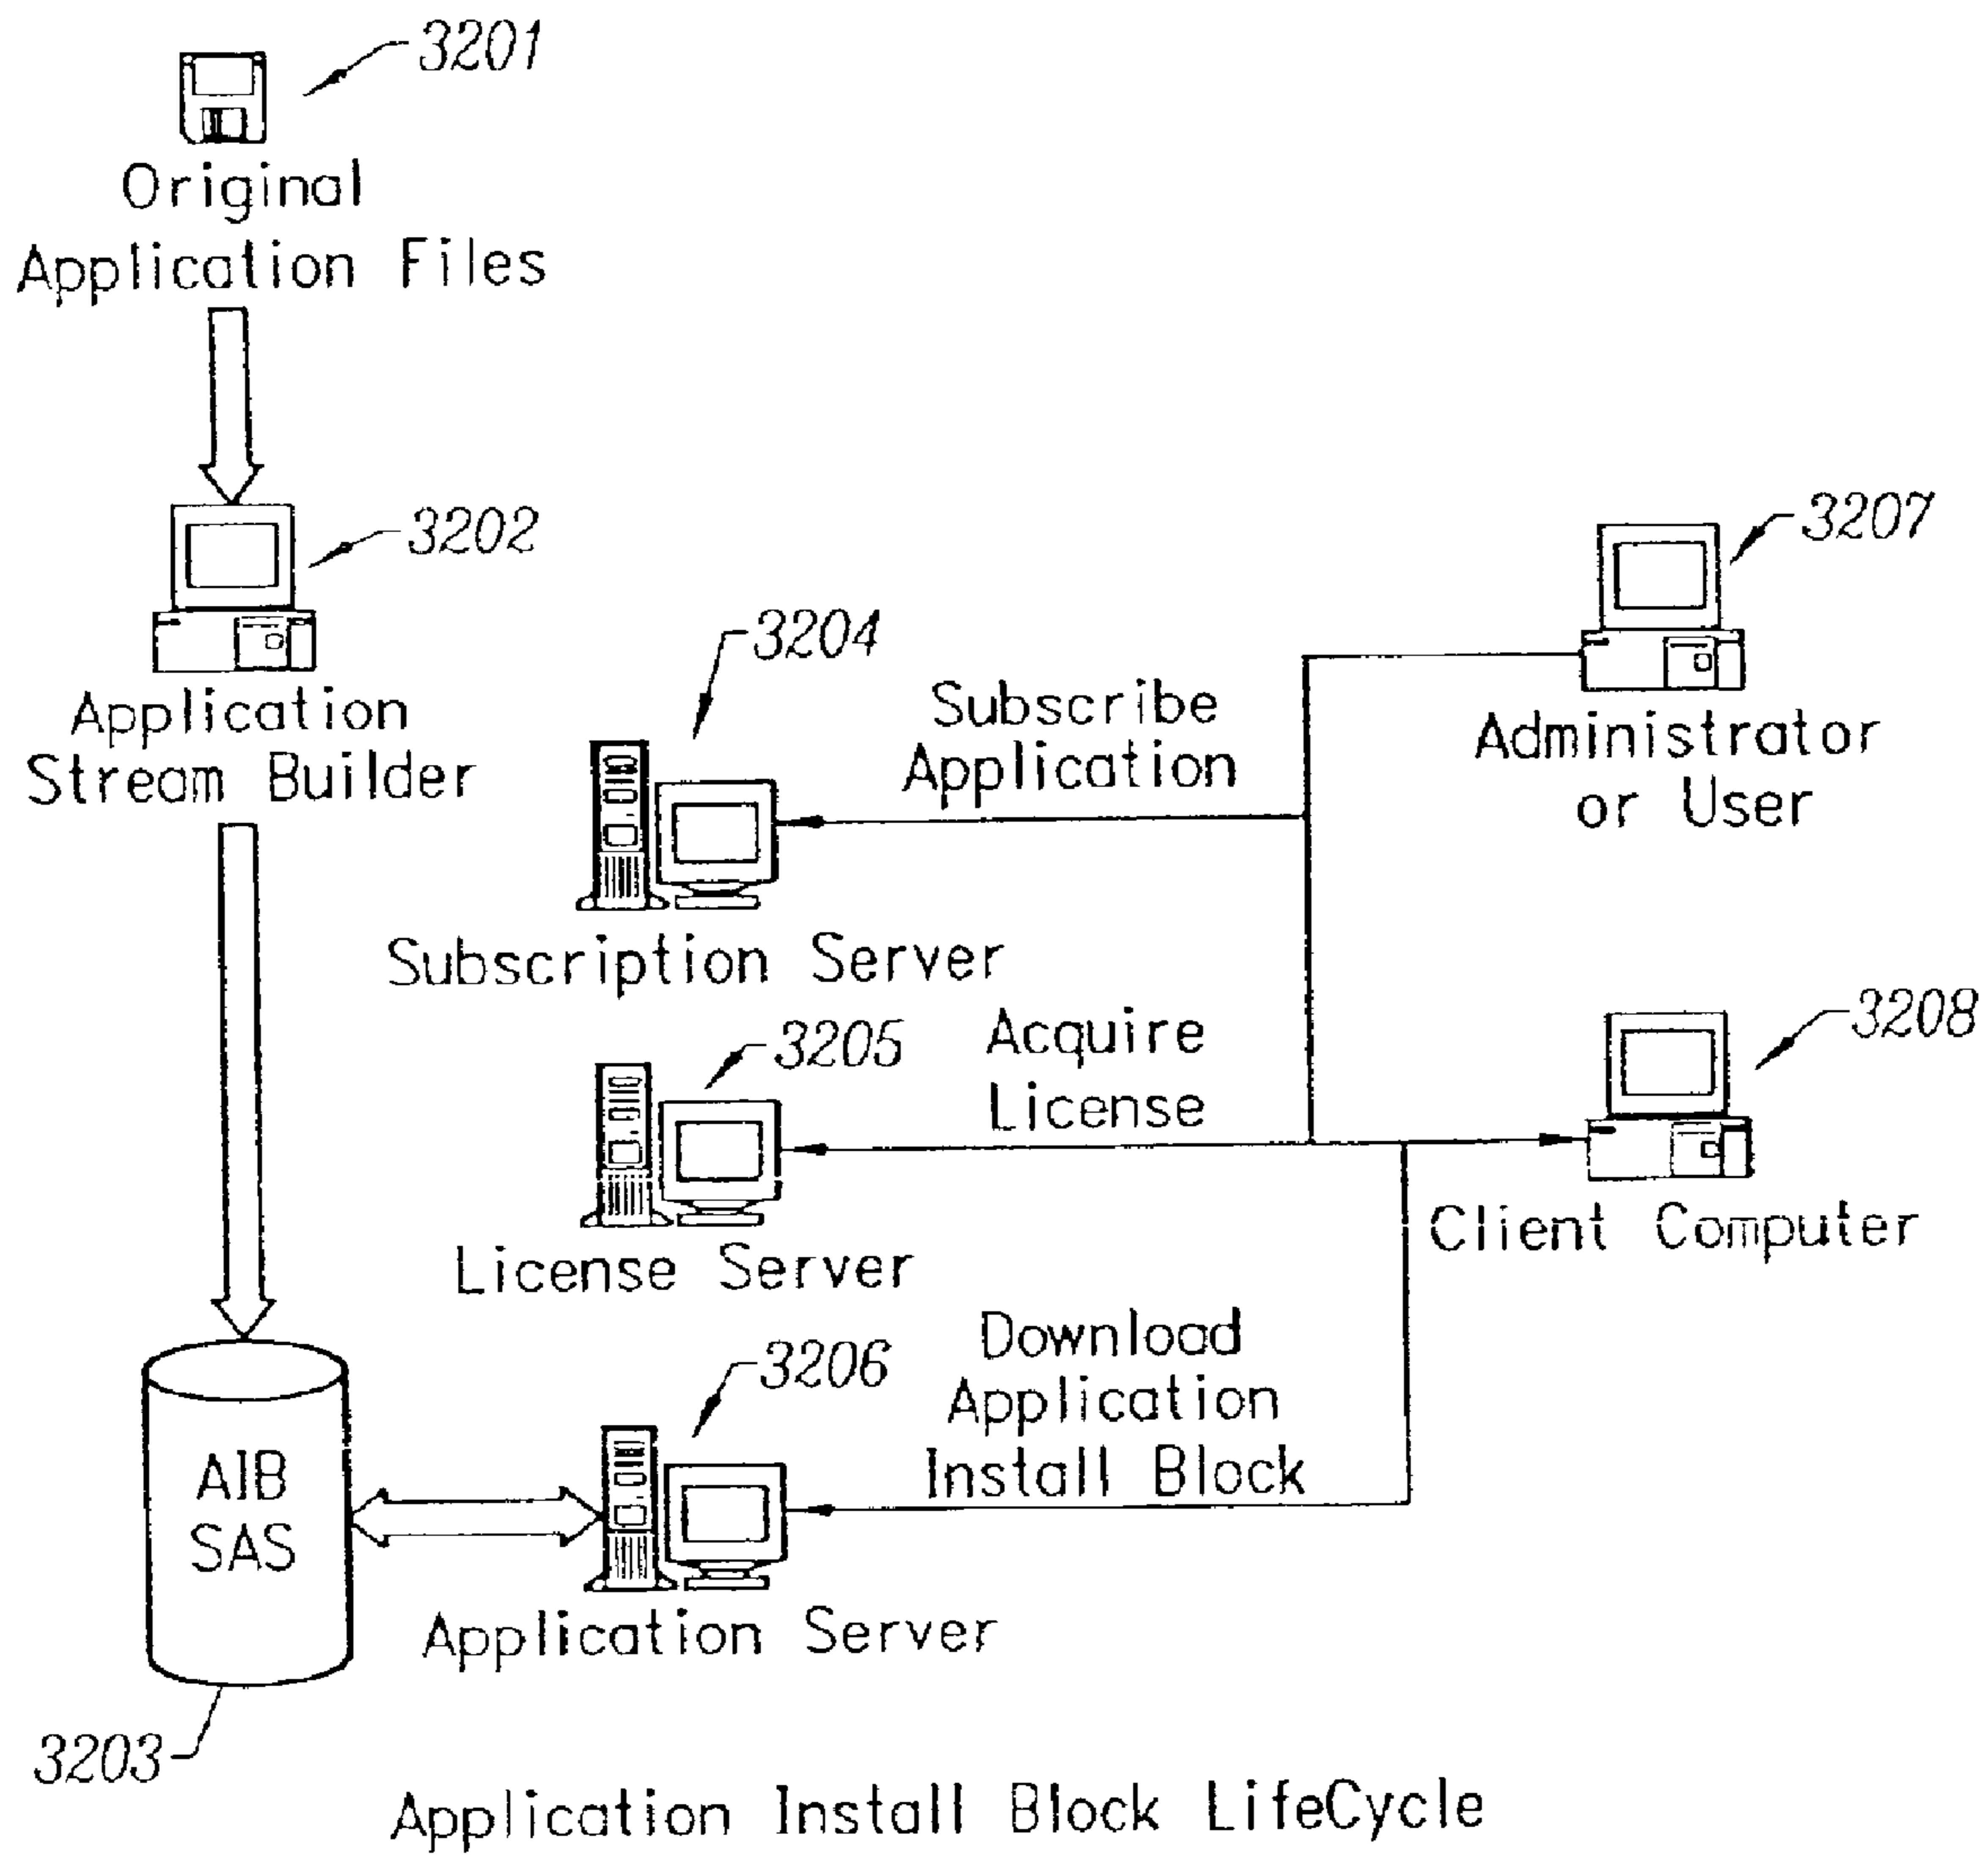 3201
Original
Application Files
3202
Application
Stream Builder
3204
Subscription Server
Subscribe
Application
3207
Administrator
or User
3205
License Server
Acquire
License
3208
Client Computer
Download
Application
Install Block
3206
Application Server
AIB
SAS
3203
Application Install Block LifeCycle